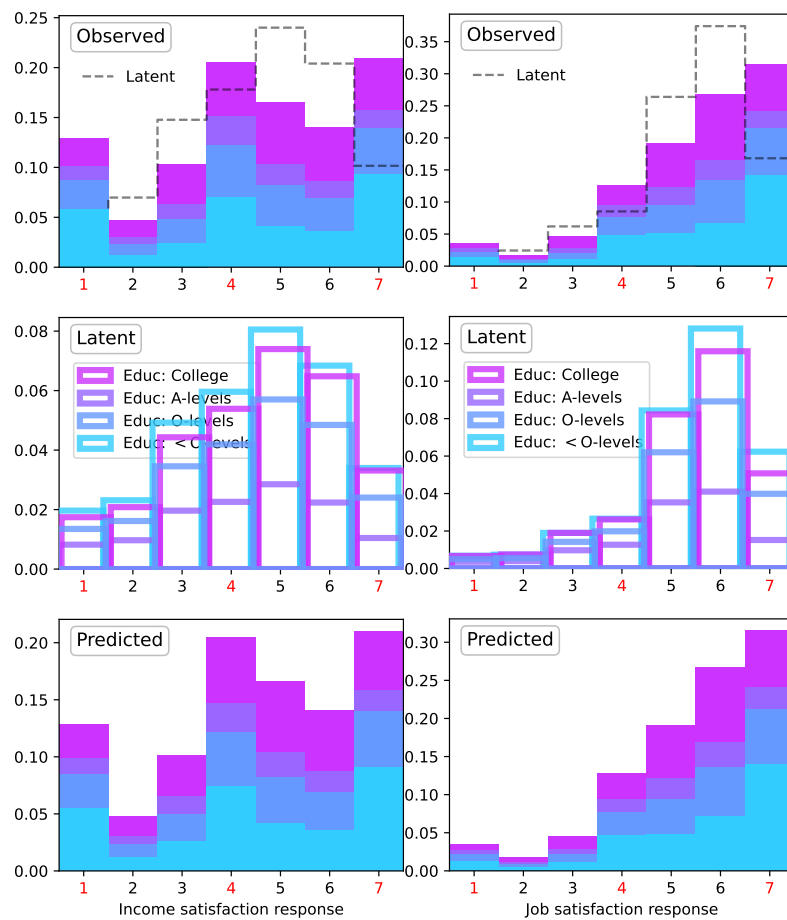 Observed
Latent
0.25
0.20
0.15
0.10
0.05
0.00
1 2 3 4 5 6 7
Observed
Latent
0.35
0.30
0.25
0.20
0.15
0.10
0.05
0.00
1 2 3 4 5 6 7
Latent
Educ: College
Educ: A-levels
Educ: O-levels
Educ: < O-levels
0.08
0.06
0.04
0.02
0.00
1 2 3 4 5 6 7
Latent
Educ: College
Educ: A-levels
Educ: O-levels
Educ: < O-levels
0.12
0.10
0.08
0.06
0.04
0.02
0.00
1 2 3 4 5 6 7
Predicted
0.20
0.15
0.10
0.05
0.00
1 2 3 4 5 6 7
Income satisfaction response
Predicted
0.30
0.25
0.20
0.15
0.10
0.05
0.00
1 2 3 4 5 6 7
Job satisfaction response